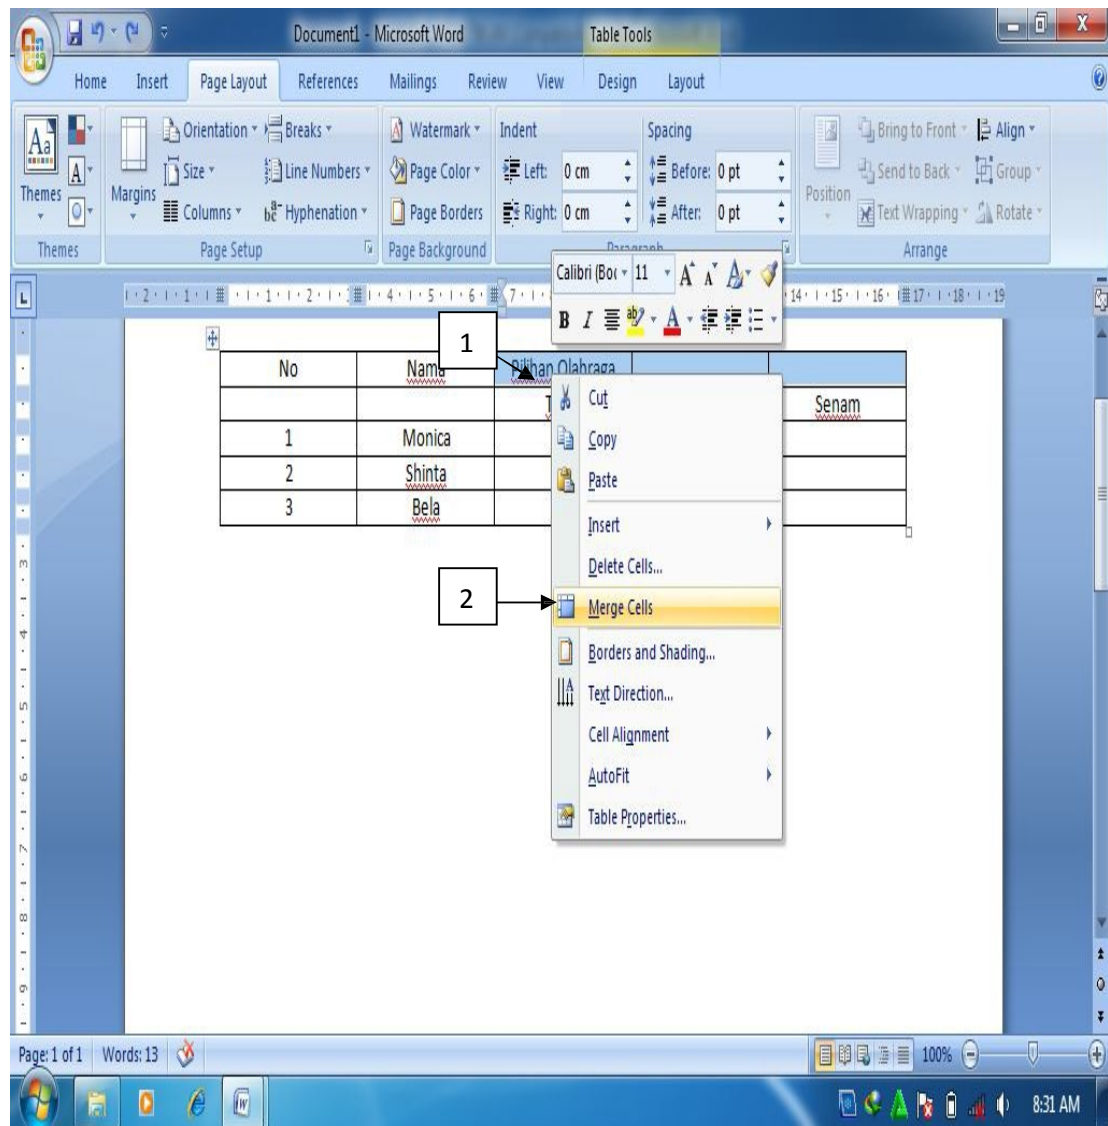 Document1 - Microsoft Word Table Tools
Home Insert Page Layout References Mailings Review View Design Layout
Themes
Margins
Orientation
Size
Columns
Breaks
Line Numbers
Hyphenation
Watermark
Page Color
Page Borders
Indent
Left: 0 cm
Right: 0 cm
Spacing
Before: 0 pt
After: 0 pt
Position
Bring to Front
Send to Back
Text Wrapping
Align
Group
Rotate
Themes Page Setup Page Background Paragraph Arrange
Calibri (Boc 11
1
No Nama Pilihan Olahraga
Senam
1 Monica
2 Shinta
3 Bela
Cut
Copy
Paste
Insert
Delete Cells...
2
Merge Cells
Borders and Shading...
Text Direction...
Cell Alignment
AutoFit
Table Properties...
Page: 1 of 1 Words: 13 100%
8:31 AM